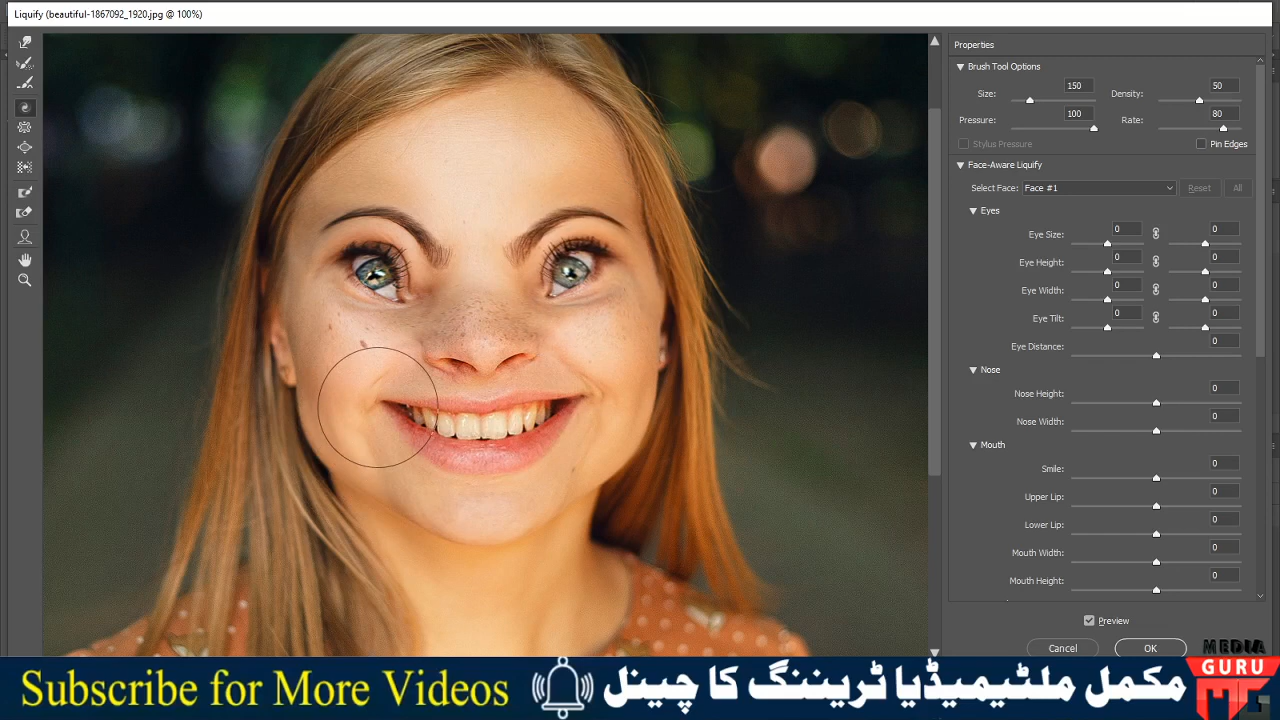 Liquify (beautiful-1867092_1920.jpg @ 100%)
Properties
Brush Tool Options
Size: 150 Density: 50
Pressure: 100 Rate: 80
Stylus Pressure Pin Edges
Face-Aware Liquify
Select Face: Face #1 Reset All
Eyes
Eye Size: 0 0
Eye Height: 0 0
Eye Width: 0 0
Eye Tilt: 0 0
Eye Distance: 0
Nose
Nose Height: 0
Nose Width: 0
Mouth
Smile: 0
Upper Lip: 0
Lower Lip: 0
Mouth Width: 0
Mouth Height: 0
Preview
Cancel OK
Subscribe for More Videos
مکمل ملٹیمیڈیا ٹریننگ کا چینل
MEDIA
GURU
MG